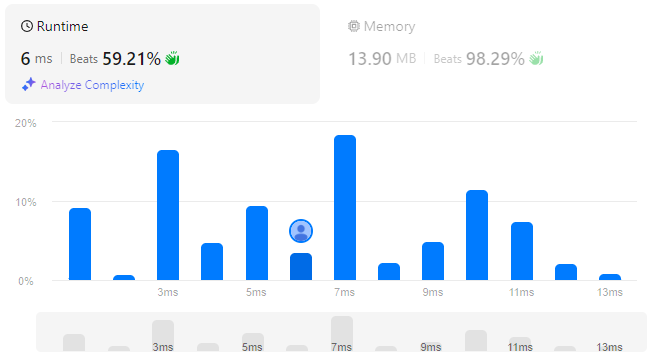 Runtime
6 ms | Beats 59.21%
Analyze Complexity
Memory
13.90 MB | Beats 98.29%
20%
10%
0%
3ms 5ms 7ms 9ms 11ms 13ms
3ms 5ms 7ms 9ms 11ms 13ms